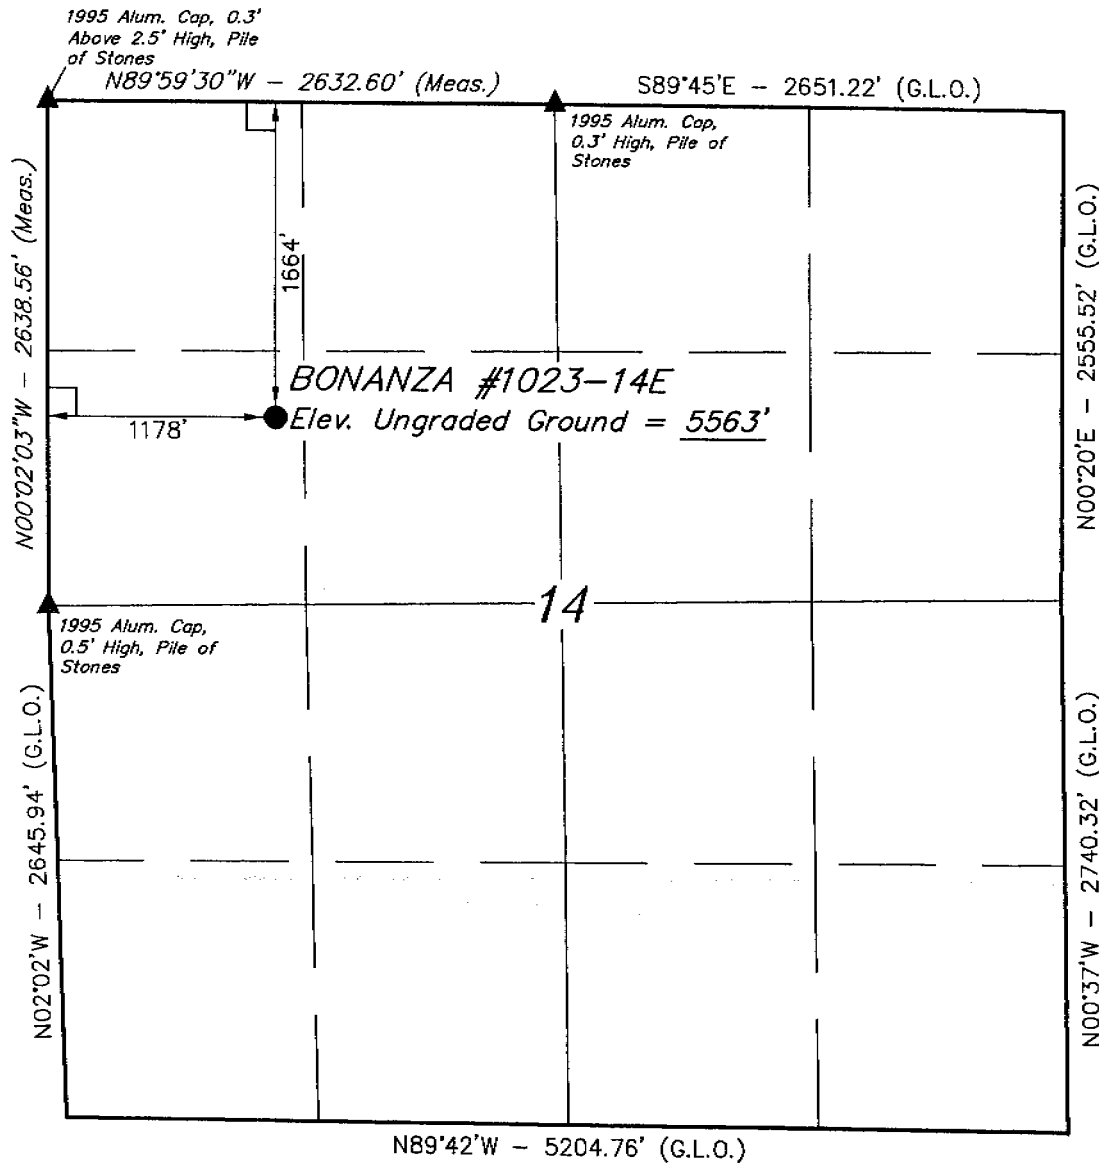 1995 Alum. Cap, 0.3'
Above 2.5' High, Pile
of Stones
N89°59'30"W - 2632.60' (Meas.)
S89°45'E - 2651.22' (G.L.O.)
1995 Alum. Cap,
0.3' High, Pile of
Stones
N00°02'03"W - 2638.56' (Meas.)
1664'
N00°20'E - 2555.52' (G.L.O.)
BONANZA #1023-14E
Elev. Ungraded Ground = 5563'
1178'
14
1995 Alum. Cap,
0.5' High, Pile of
Stones
N02°02'W - 2645.94' (G.L.O.)
N00°37'W - 2740.32' (G.L.O.)
N89°42'W - 5204.76' (G.L.O.)